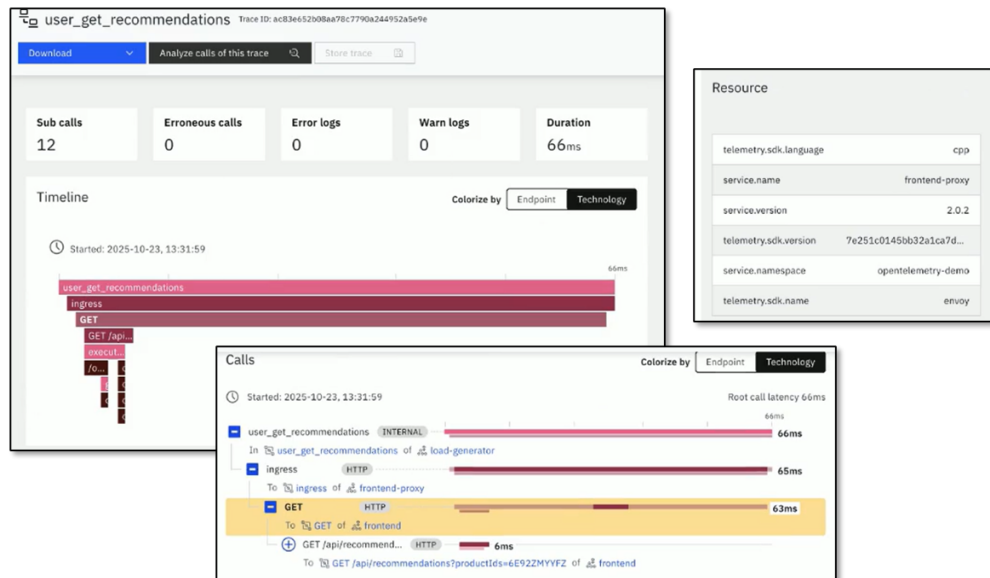 user_get_recommendations Trace ID: ac83e652b08aa78c7790a244952a5e9e
Download Analyze calls of this trace Store trace
Sub calls Erroneous calls Error logs Warn logs Duration
12 0 0 0 66ms
Timeline Colorize by Endpoint Technology
Started: 2025-10-23, 13:31:59
66ms
user_get_recommendations
ingress
GET
GET /api...
execut...
/o...
Resource
telemetry.sdk.language cpp
service.name frontend-proxy
service.version 2.0.2
telemetry.sdk.version 7e251c0145bb32a1ca7d...
service.namespace opentelemetry-demo
telemetry.sdk.name envoy
Calls Colorize by Endpoint Technology
Started: 2025-10-23, 13:31:59 Root call latency 66ms
66ms
user_get_recommendations INTERNAL 66ms
In user_get_recommendations of load-generator
ingress HTTP 65ms
To ingress of frontend-proxy
GET HTTP 63ms
To GET of frontend
GET /api/recommend... HTTP 6ms
To GET /api/recommendations?productIds=6E92ZMYYFZ of frontend